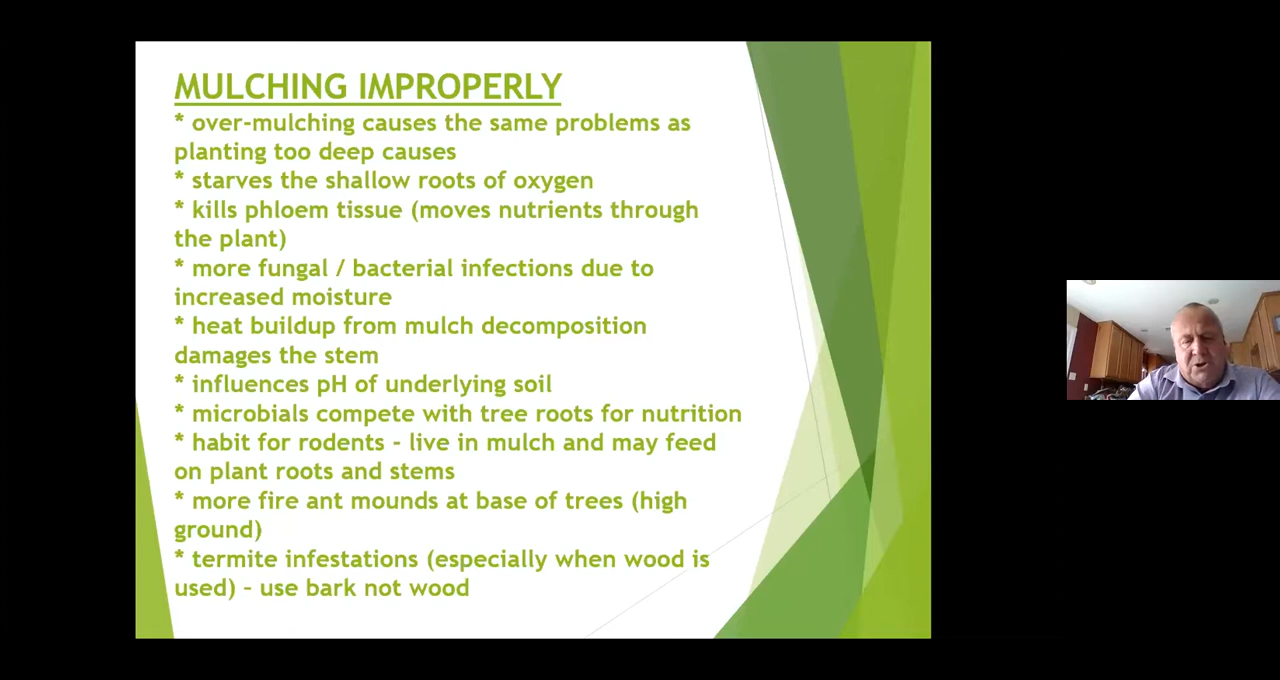 MULCHING IMPROPERLY
* over-mulching causes the same problems as
planting too deep causes
* starves the shallow roots of oxygen
* kills phloem tissue (moves nutrients through
the plant)
* more fungal / bacterial infections due to
increased moisture
* heat buildup from mulch decomposition
damages the stem
* influences pH of underlying soil
* microbials compete with tree roots for nutrition
* habit for rodents - live in mulch and may feed
on plant roots and stems
* more fire ant mounds at base of trees (high
ground)
* termite infestations (especially when wood is
used) – use bark not wood